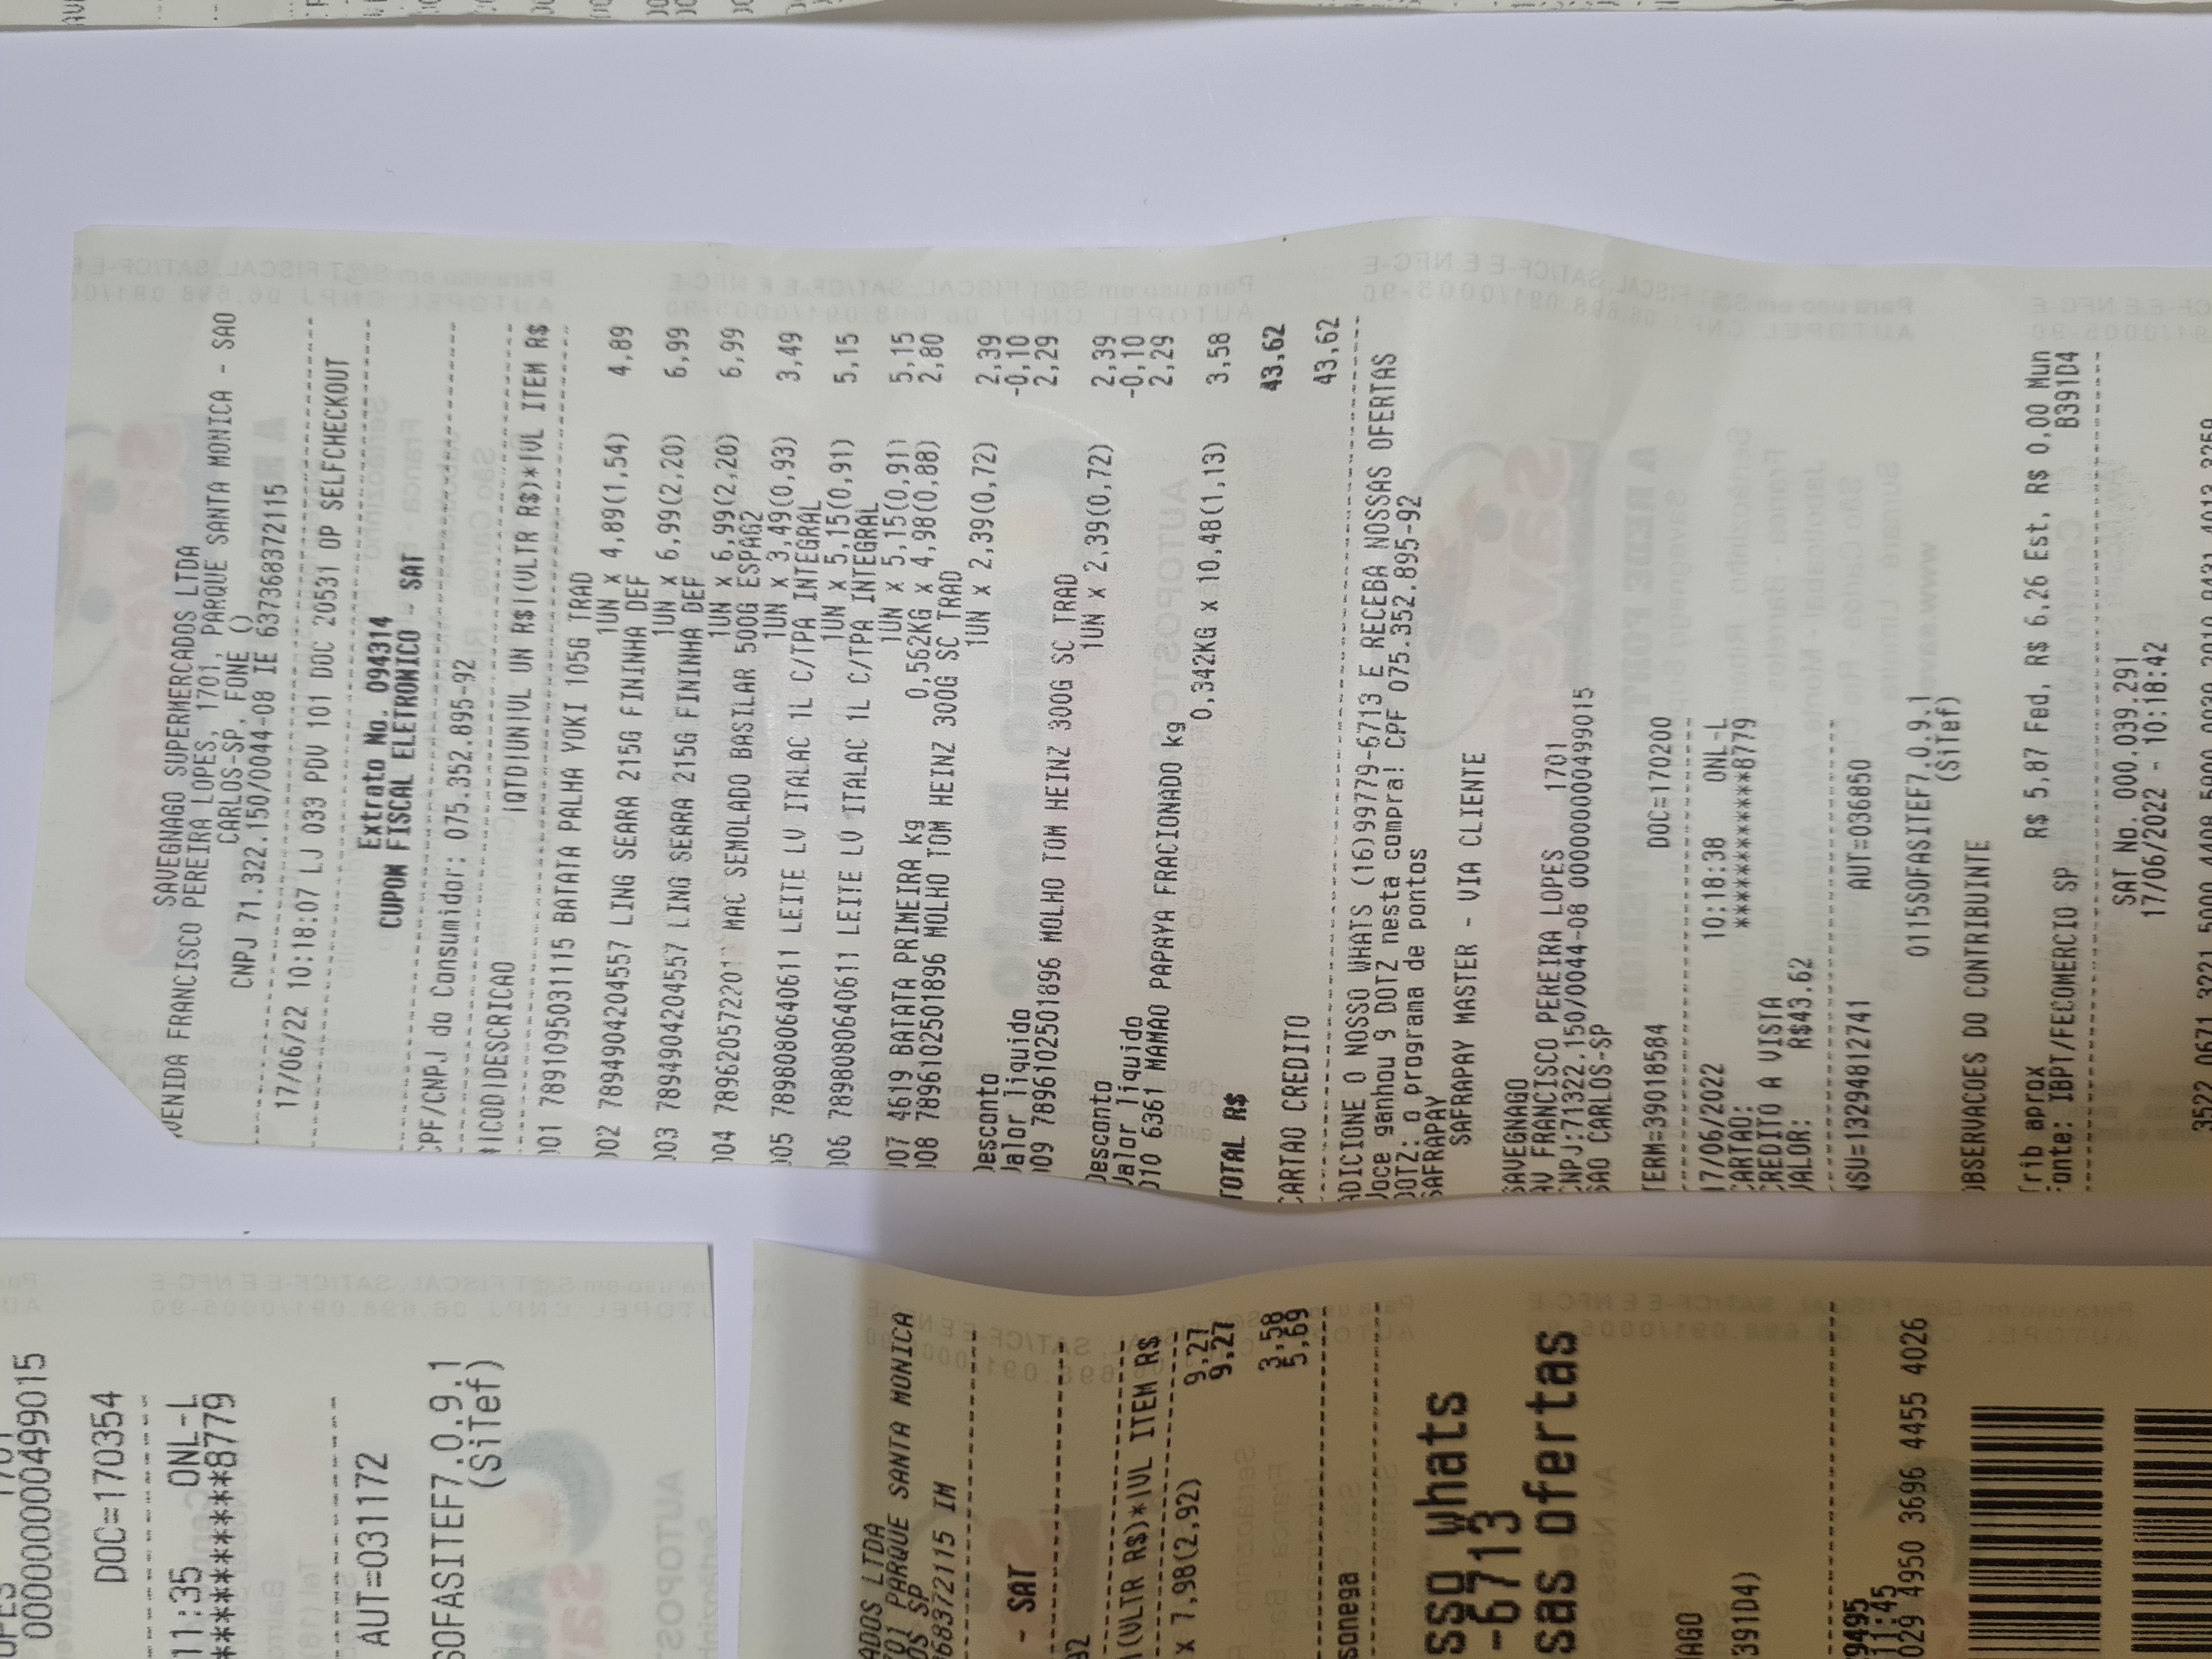 000000000499015
DOC=170354
11:35 ONL-L
**********8779
AUT=031172
SOFASITEF7.0.9.1
(SiTef)
ADOS LTDA
701 PARQUE SANTA MONICA
OS SP
368372115 IM
- SAT
92
|(VLTR R$)*|VL ITEM R$
x 7,98(2,92) 9,27
9,27
3,58
5,69
sonega
sso whats
-6713
sas ofertas
AGO
391D4)
9495
11:45
029 4950 3696 4455 4026
SAVEGNAGO SUPERMERCADOS LTDA
VENIDA FRANCISCO PEREIRA LOPES, 1701, PARQUE SANTA MONICA - SAO
CARLOS-SP, FONE ()
CNPJ 71.322.150/0044-08 IE 637368372115
17/06/22 10:18:07 LJ 033 PDV 101 DOC 20531 OP SELFCHECKOUT
Extrato No. 094314
CUPOM FISCAL ELETRONICO - SAT
CPF/CNPJ do Consumidor: 075.352.895-92
#|COD|DESCRICAO |QTD|UN|VL UN R$|(VLTR R$)*|VL ITEM R$
001 7891095031115 BATATA PALHA YOKI 105G TRAD
1UN x 4,89(1,54) 4,89
002 7894904204557 LING SEARA 215G FININHA DEF
1UN x 6,99(2,20) 6,99
003 7894904204557 LING SEARA 215G FININHA DEF
1UN x 6,99(2,20) 6,99
004 789620572201 MAC SEMOLADO BASILAR 500G ESPAG2
1UN x 3,49(0,93) 3,49
005 7898080640611 LEITE LV ITALAC 1L C/TPA INTEGRAL
1UN x 5,15(0,91) 5,15
006 7898080640611 LEITE LV ITALAC 1L C/TPA INTEGRAL
1UN x 5,15(0,91) 5,15
007 4619 BATATA PRIMEIRA kg 0,562KG x 4,98(0,88) 2,80
008 7896102501896 MOLHO TOM HEINZ 300G SC TRAD
1UN x 2,39(0,72) 2,39
Desconto -0,10
Valor liquido 2,29
009 7896102501896 MOLHO TOM HEINZ 300G SC TRAD
1UN x 2,39(0,72) 2,39
Desconto -0,10
Valor liquido 2,29
010 6361 MAMAO PAPAYA FRACIONADO kg
0,342KG x 10,48(1,13) 3,58
TOTAL R$ 43,62
CARTAO CREDITO 43,62
ADICIONE O NOSSO WHATS (16)99779-6713 E RECEBA NOSSAS OFERTAS
Voce ganhou 9 DOTZ nesta compra! CPF 075.352.895-92
DOTZ: o programa de pontos
SAFRAPAY
SAFRAPAY MASTER - VIA CLIENTE
SAVEGNAGO
AV FRANCISCO PEREIRA LOPES 1701
CNPJ:71322.150/0044-08 000000000499015
SAO CARLOS-SP
TERM=39018584 DOC=170200
17/06/2022 10:18:38 ONL-L
CARTAO: ************8779
CREDITO A VISTA
VALOR: R$43.62
NSU=13294812741 AUT=036850
0115SOFASITEF7.0.9.1
(SiTef)
OBSERVACOES DO CONTRIBUINTE
Trib aprox R$ 5,87 Fed, R$ 6,26 Est, R$ 0,00 Mun
Fonte: IBPT/FECOMERCIO SP B391D4
SAT No. 000.039.291
17/06/2022 - 10:18:42